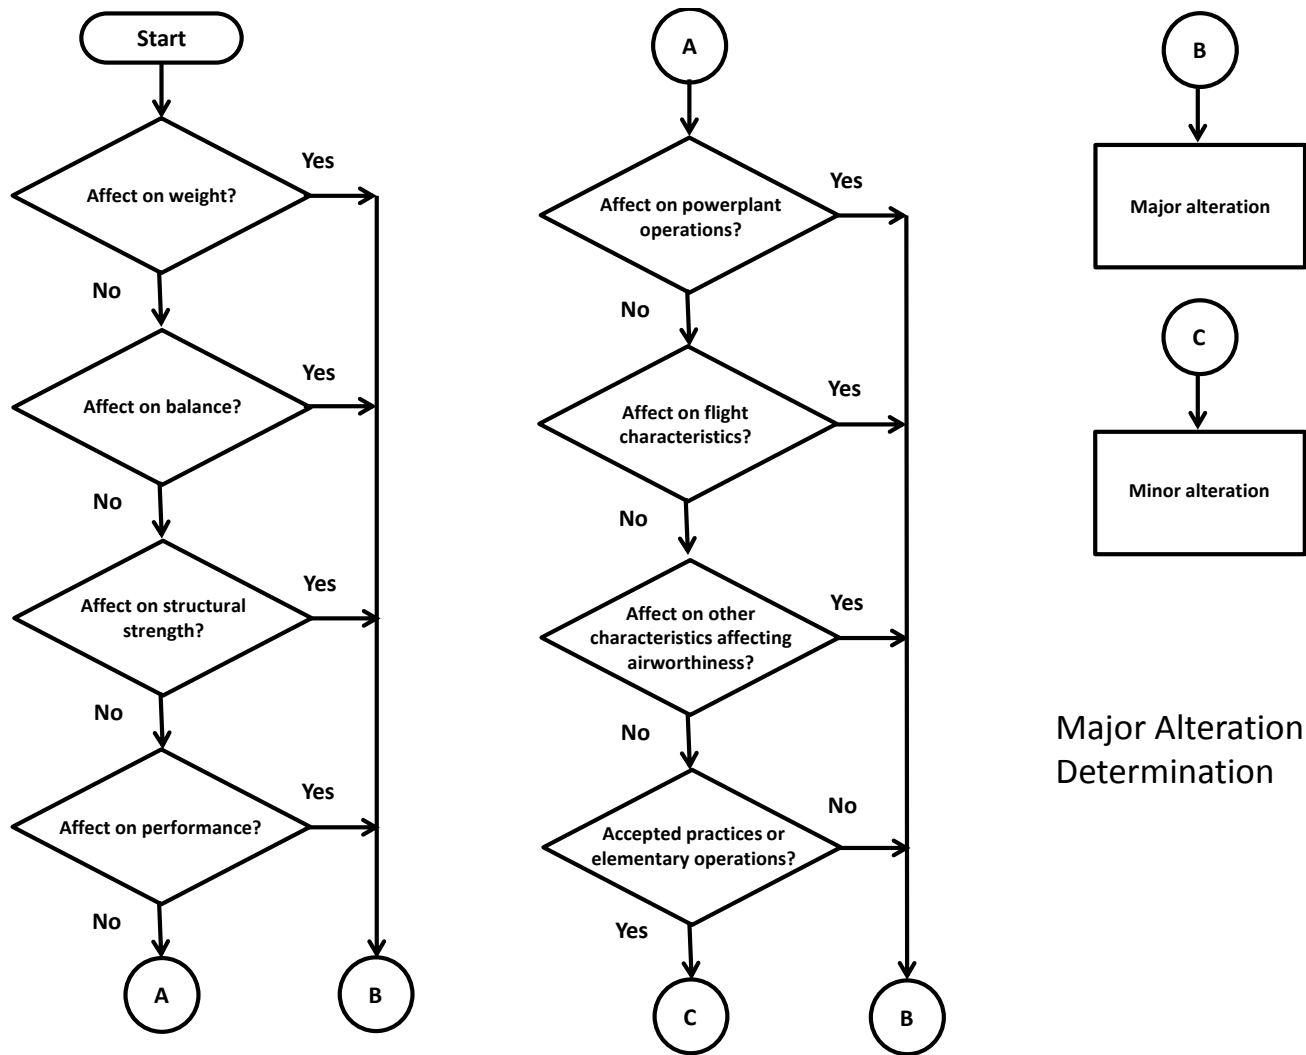 Start
Affect on weight?
Yes
No
Affect on balance?
Yes
No
Affect on structural
strength?
Yes
No
Affect on performance?
Yes
No
A
B
A
Affect on powerplant
operations?
Yes
No
Affect on flight
characteristics?
Yes
No
Affect on other
characteristics affecting
airworthiness?
Yes
No
Accepted practices or
elementary operations?
No
Yes
C
B
B
Major alteration
C
Minor alteration
Major Alteration
Determination